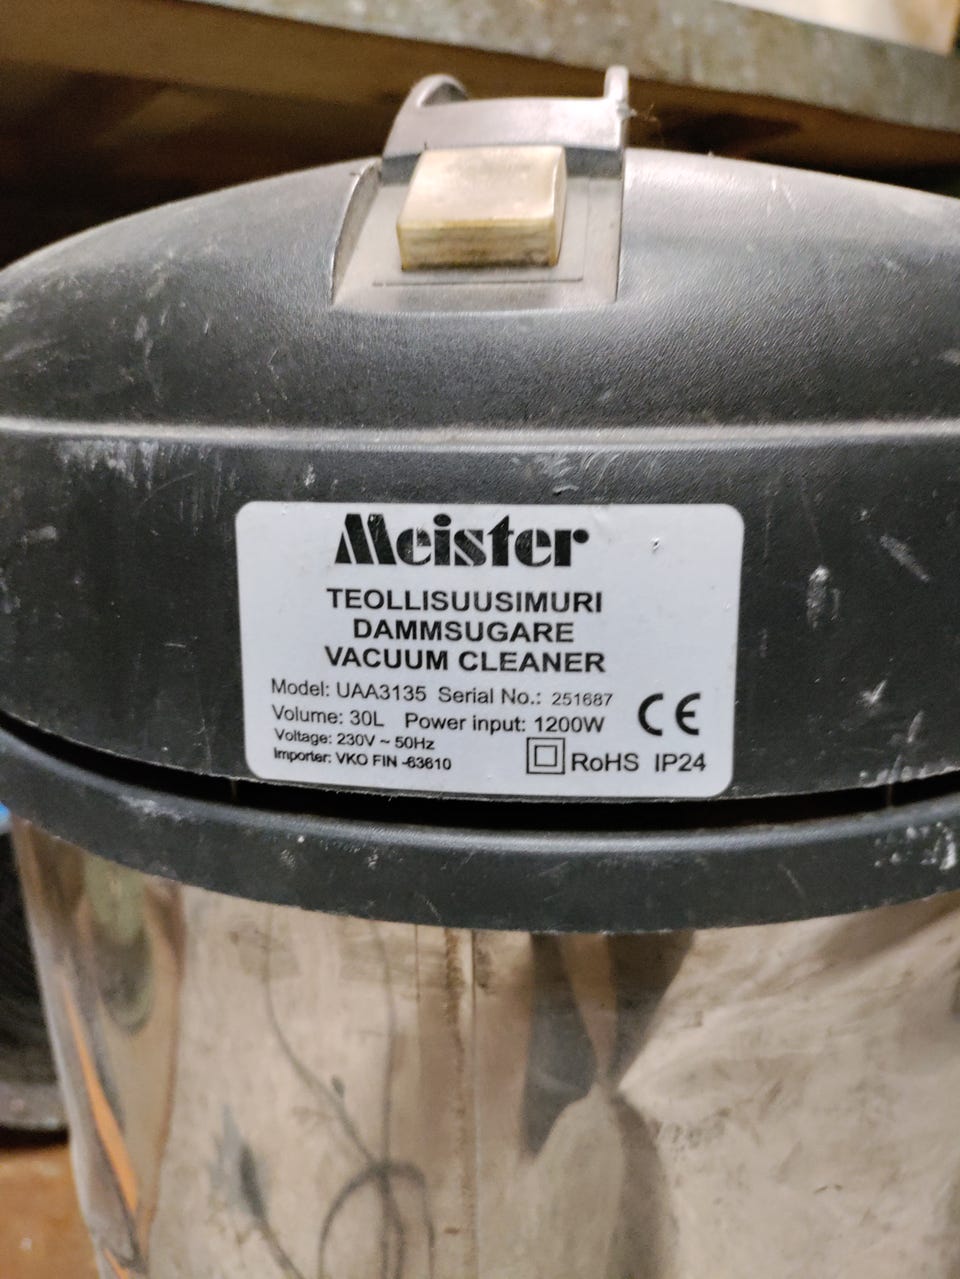 Meister
TEOLLISUUSIMURI
DAMMSUGARE
VACUUM CLEANER
Model: UAA3135 Serial No.: 251687
Volume: 30L Power input: 1200W CE
Voltage: 230V ~ 50Hz
Importer: VKO FIN -63610 RoHS IP24